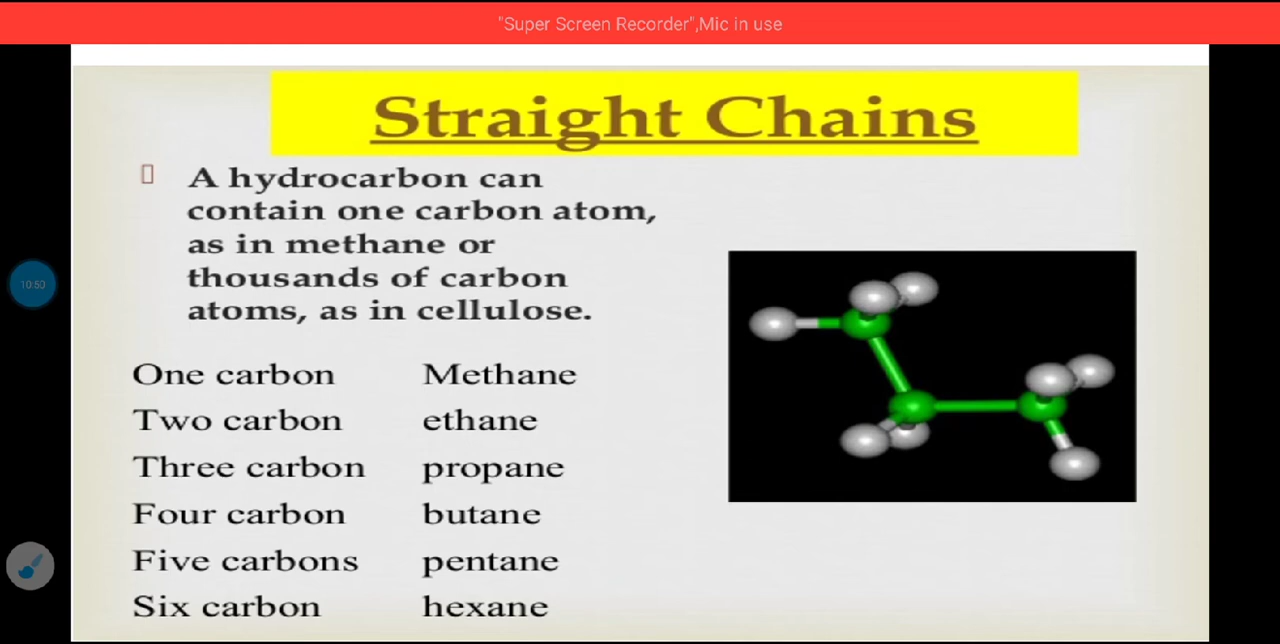 "Super Screen Recorder",Mic in use
Straight Chains
A hydrocarbon can
contain one carbon atom,
as in methane or
thousands of carbon
atoms, as in cellulose.
10:50
One carbon Methane
Two carbon ethane
Three carbon propane
Four carbon butane
Five carbons pentane
Six carbon hexane